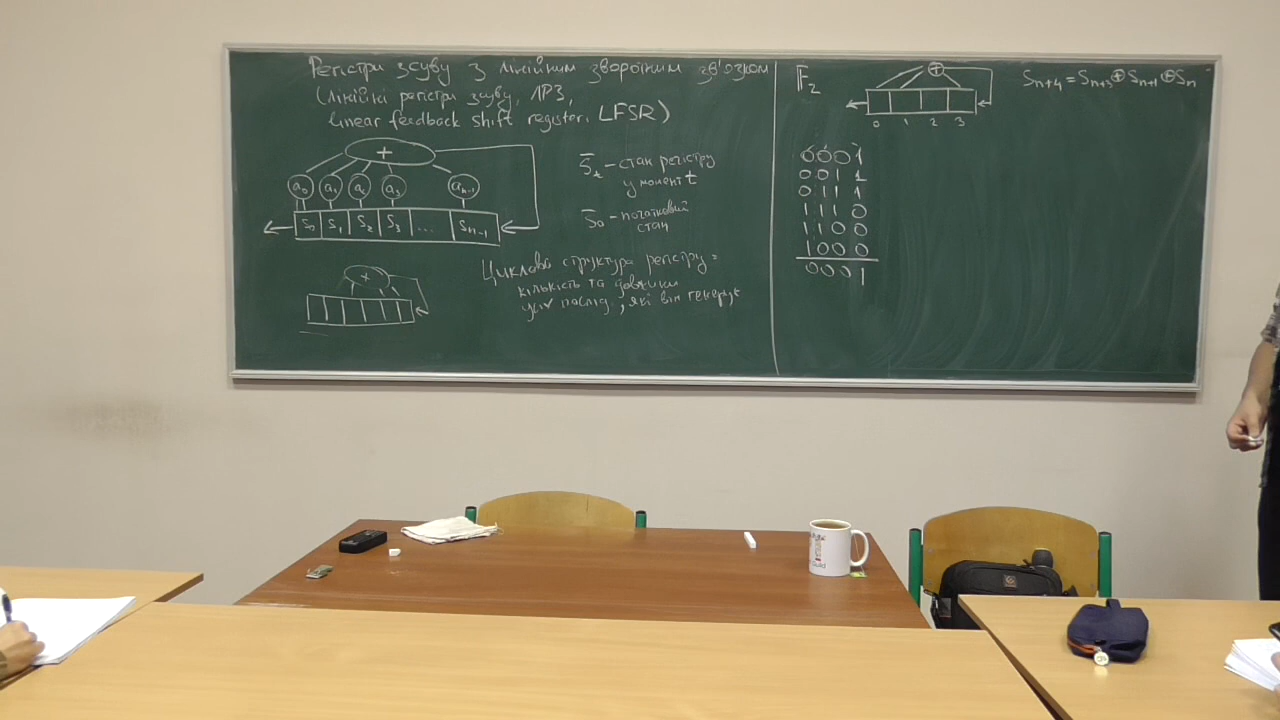 Регістри зсуву з лінійним зворотним зв'язком
(лінійні регістри зсуву, ЛРЗ,
linear feedback shift register, LFSR)
+
a₀ a₁ a₂ a₃ aₙ₋₁
S₀ S₁ S₂ S₃ ... Sₙ₋₁
S̄ₜ – стан регістру
у момент t
S̄₀ – початковий
стан
+
Циклова структура регістру =
кількість та довжини
усіх послід., які він генерує
𝔽₂
+
0 1 2 3
Sₙ₊₄ = Sₙ₊₃ ⊕ Sₙ₊₁ ⊕ Sₙ
0 0 0 1
0 0 1 1
0 1 1 1
1 1 1 0
1 1 0 0
1 0 0 0
0 0 0 1